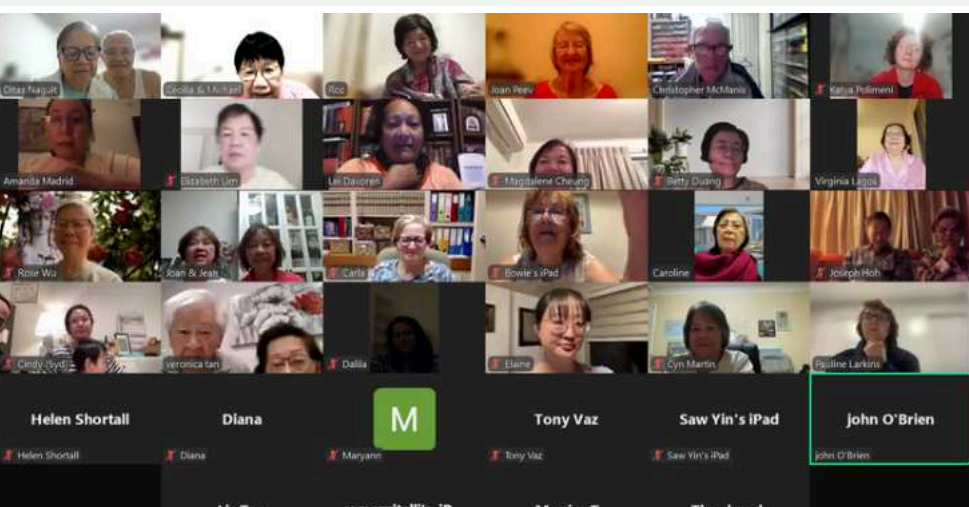 Ditas Naguit
Cecilia & Michael
Roz
Joan Peev
Christopher McManis
Katya Polimeni
Amanda Madrid
Elizabeth Lim
Lei Davoren
Magdalene Cheung
Betty Quang
Virginia Lagos
Rose Wu
Joan & Jean
Carla
Bowie's iPad
Caroline
Joseph Hoh
Cindy (Syd)
veronica tan
Dalila
Elaine
Cyn Martin
Pauline Larkins
Helen Shortall
Diana
M
Tony Vaz
Saw Yin's iPad
john O'Brien
Helen Shortall
Diana
Maryann
Tony Vaz
Saw Yin's iPad
john O'Brien